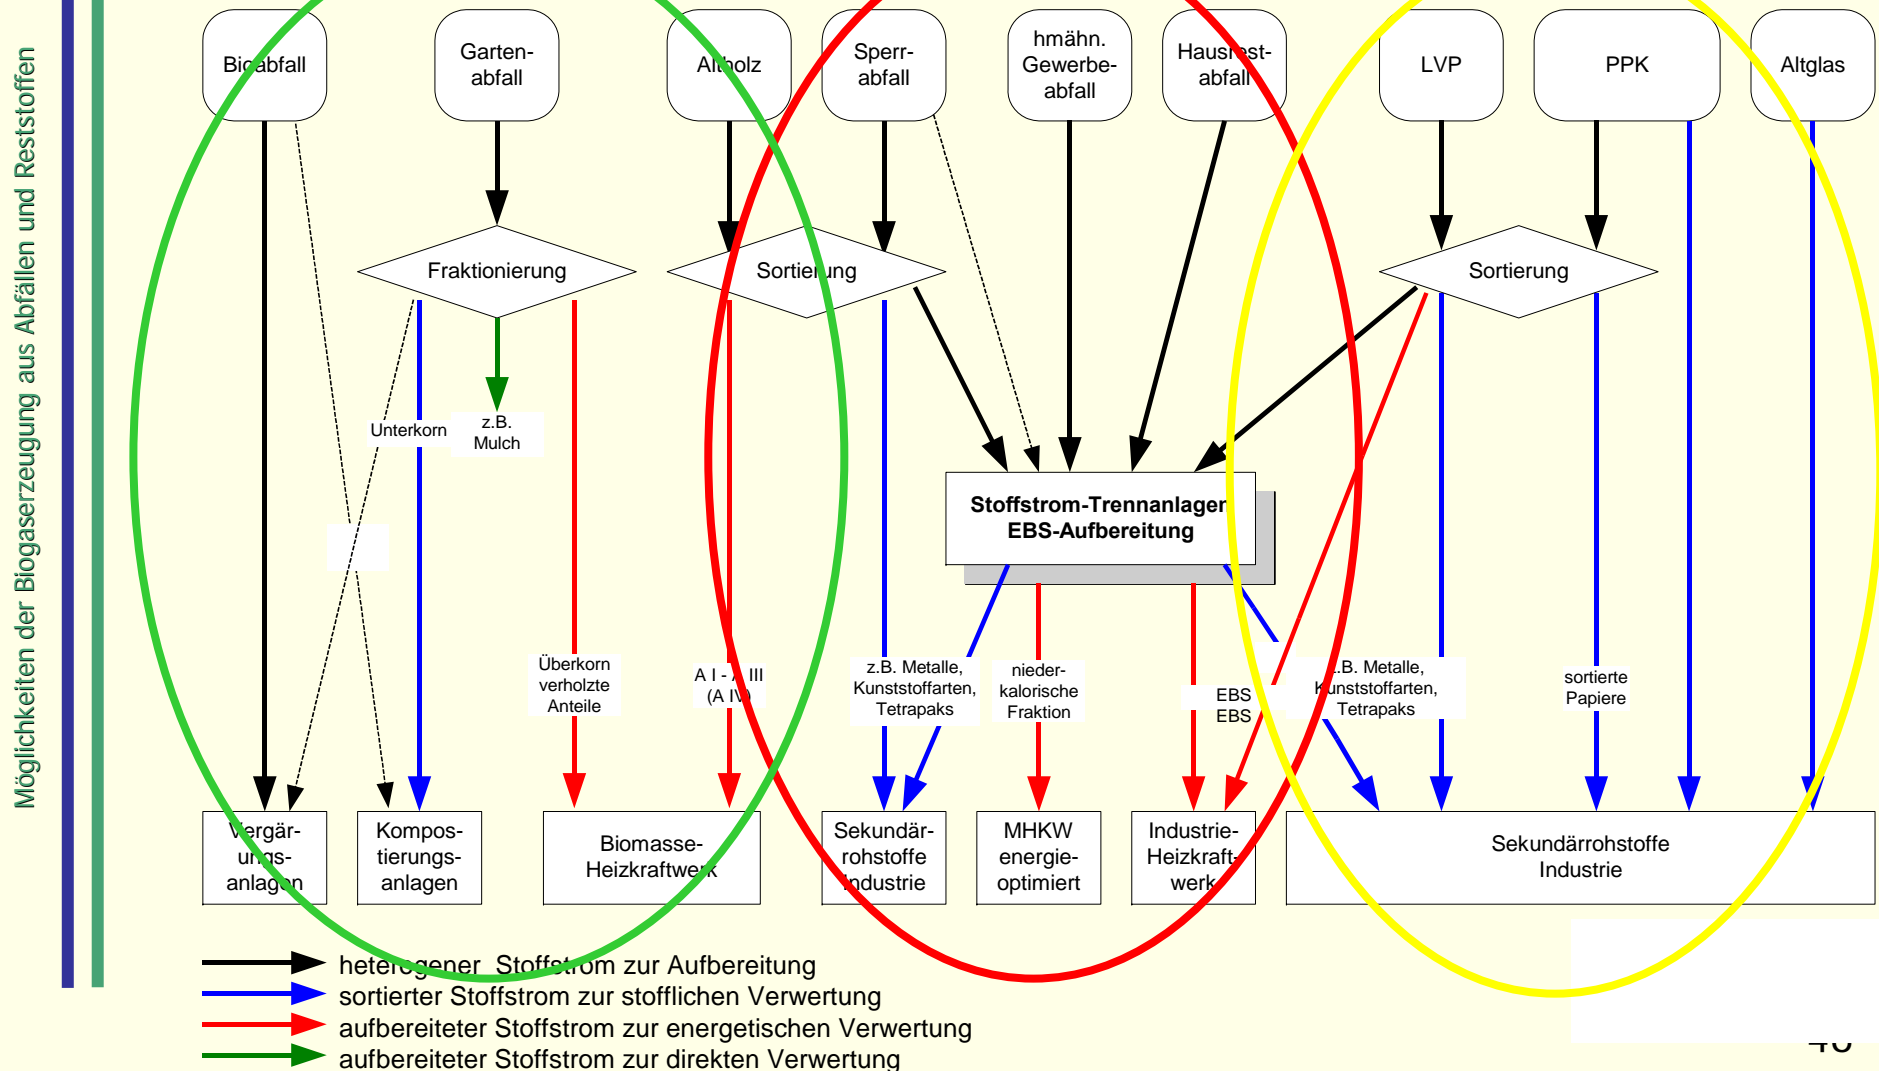 Möglichkeiten der Biogaserzeugung aus Abfällen und Reststoffen
Bioabfall
Garten-
abfall
Altholz
Sperr-
abfall
hmähn.
Gewerbe-
abfall
Hausrest-
abfall
LVP
PPK
Altglas
Fraktionierung
Sortierung
Sortierung
Unterkorn
z.B.
Mulch
Stoffstrom-Trennanlagen
EBS-Aufbereitung
Überkorn
verholzte
Anteile
A I - A III
(A IV)
z.B. Metalle,
Kunststoffarten,
Tetrapaks
nieder-
kalorische
Fraktion
EBS
EBS
z.B. Metalle,
Kunststoffarten,
Tetrapaks
sortierte
Papiere
Vergär-
ungs-
anlagen
Kompos-
tierungs-
anlagen
Biomasse-
Heizkraftwerk
Sekundär-
rohstoffe
Industrie
MHKW
energie-
optimiert
Industrie-
Heizkraft-
werk
Sekundärrohstoffe
Industrie
heterogener Stoffstrom zur Aufbereitung
sortierter Stoffstrom zur stofflichen Verwertung
aufbereiteter Stoffstrom zur energetischen Verwertung
aufbereiteter Stoffstrom zur direkten Verwertung